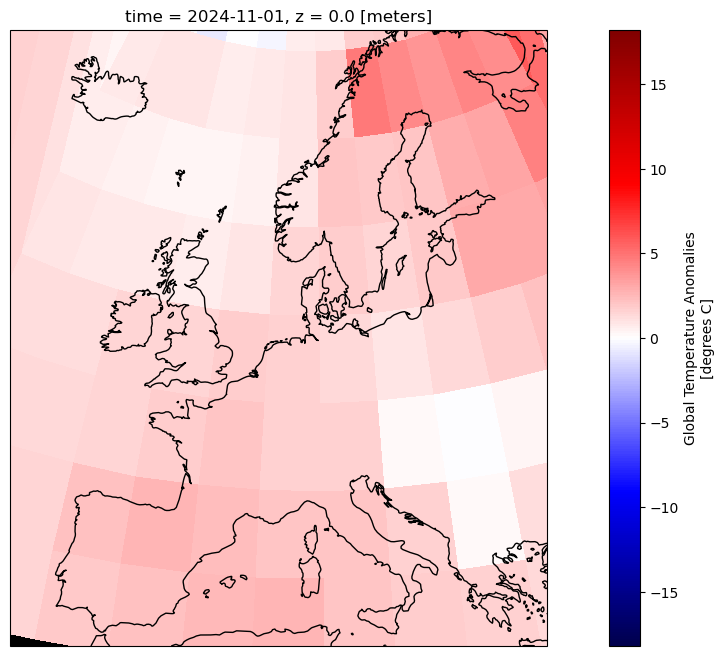 time = 2024-11-01, z = 0.0 [meters]
15
10
5
0
−5
−10
−15
Global Temperature Anomalies
[degrees C]